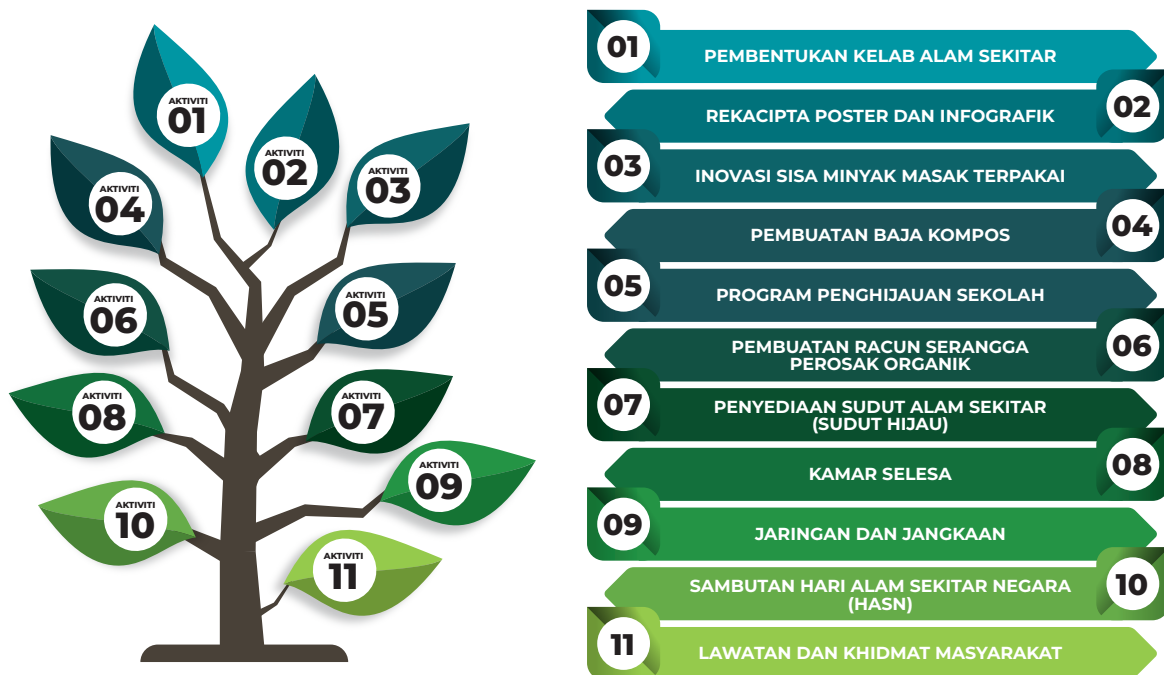 AKTIVITI
01
AKTIVITI
02
AKTIVITI
03
AKTIVITI
04
AKTIVITI
05
AKTIVITI
06
AKTIVITI
07
AKTIVITI
08
AKTIVITI
09
AKTIVITI
10
AKTIVITI
11
01
PEMBENTUKAN KELAB ALAM SEKITAR
REKACIPTA POSTER DAN INFOGRAFIK
02
03
INOVASI SISA MINYAK MASAK TERPAKAI
PEMBUATAN BAJA KOMPOS
04
05
PROGRAM PENGHIJAUAN SEKOLAH
PEMBUATAN RACUN SERANGGA
PEROSAK ORGANIK
06
07
PENYEDIAAN SUDUT ALAM SEKITAR
(SUDUT HIJAU)
KAMAR SELESA
08
09
JARINGAN DAN JANGKAAN
SAMBUTAN HARI ALAM SEKITAR NEGARA
(HASN)
10
11
LAWATAN DAN KHIDMAT MASYARAKAT